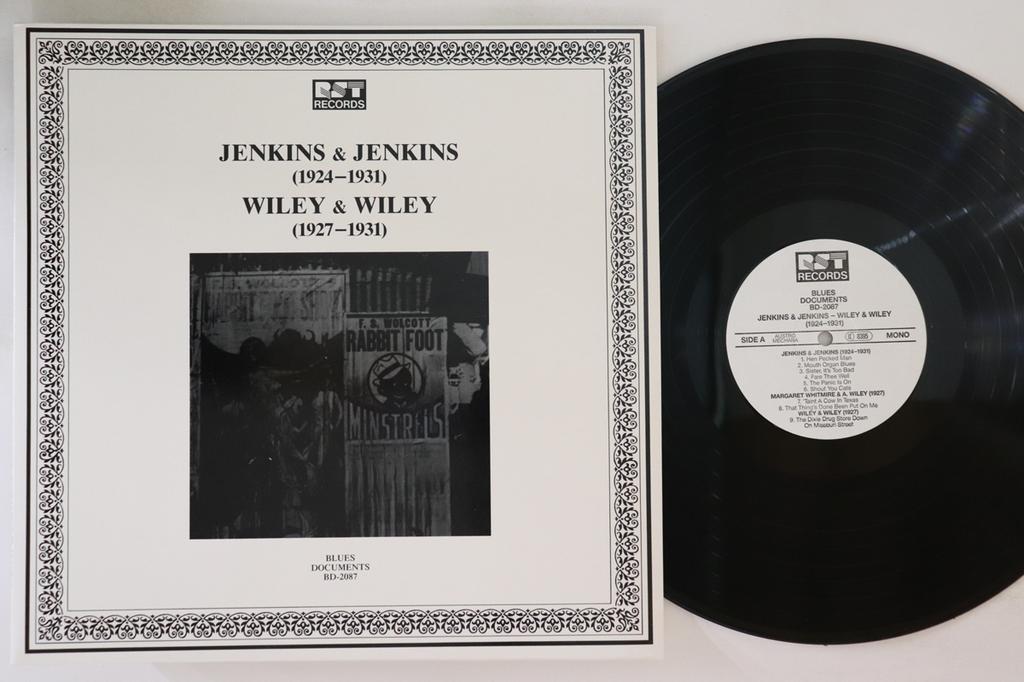 RST
RECORDS
JENKINS & JENKINS
(1924–1931)
WILEY & WILEY
(1927–1931)
F. S. WOLCOTT
F. S. WOLCOTT
RABBIT FOOT
MINSTRELS
BLUES
DOCUMENTS
BD-2087
RST
RECORDS
BLUES
DOCUMENTS
BD-2087
JENKINS & JENKINS – WILEY & WILEY
(1924–1931)
SIDE A AUSTRO MECHANA 8395 MONO
JENKINS & JENKINS (1924-1931)
1. Hen Pecked Man
2. Mouth Organ Blues
3. Sister, It's Too Bad
4. Fare Thee Well
5. The Panic Is On
6. Shout You Cats
MARGARET WHITMIRE & A. WILEY (1927)
7. 'Taint A Cow In Texas
8. That Thing's Done Been Put On Me
WILEY & WILEY (1927)
9. The Dixie Drug Store Down
On Missouri Street